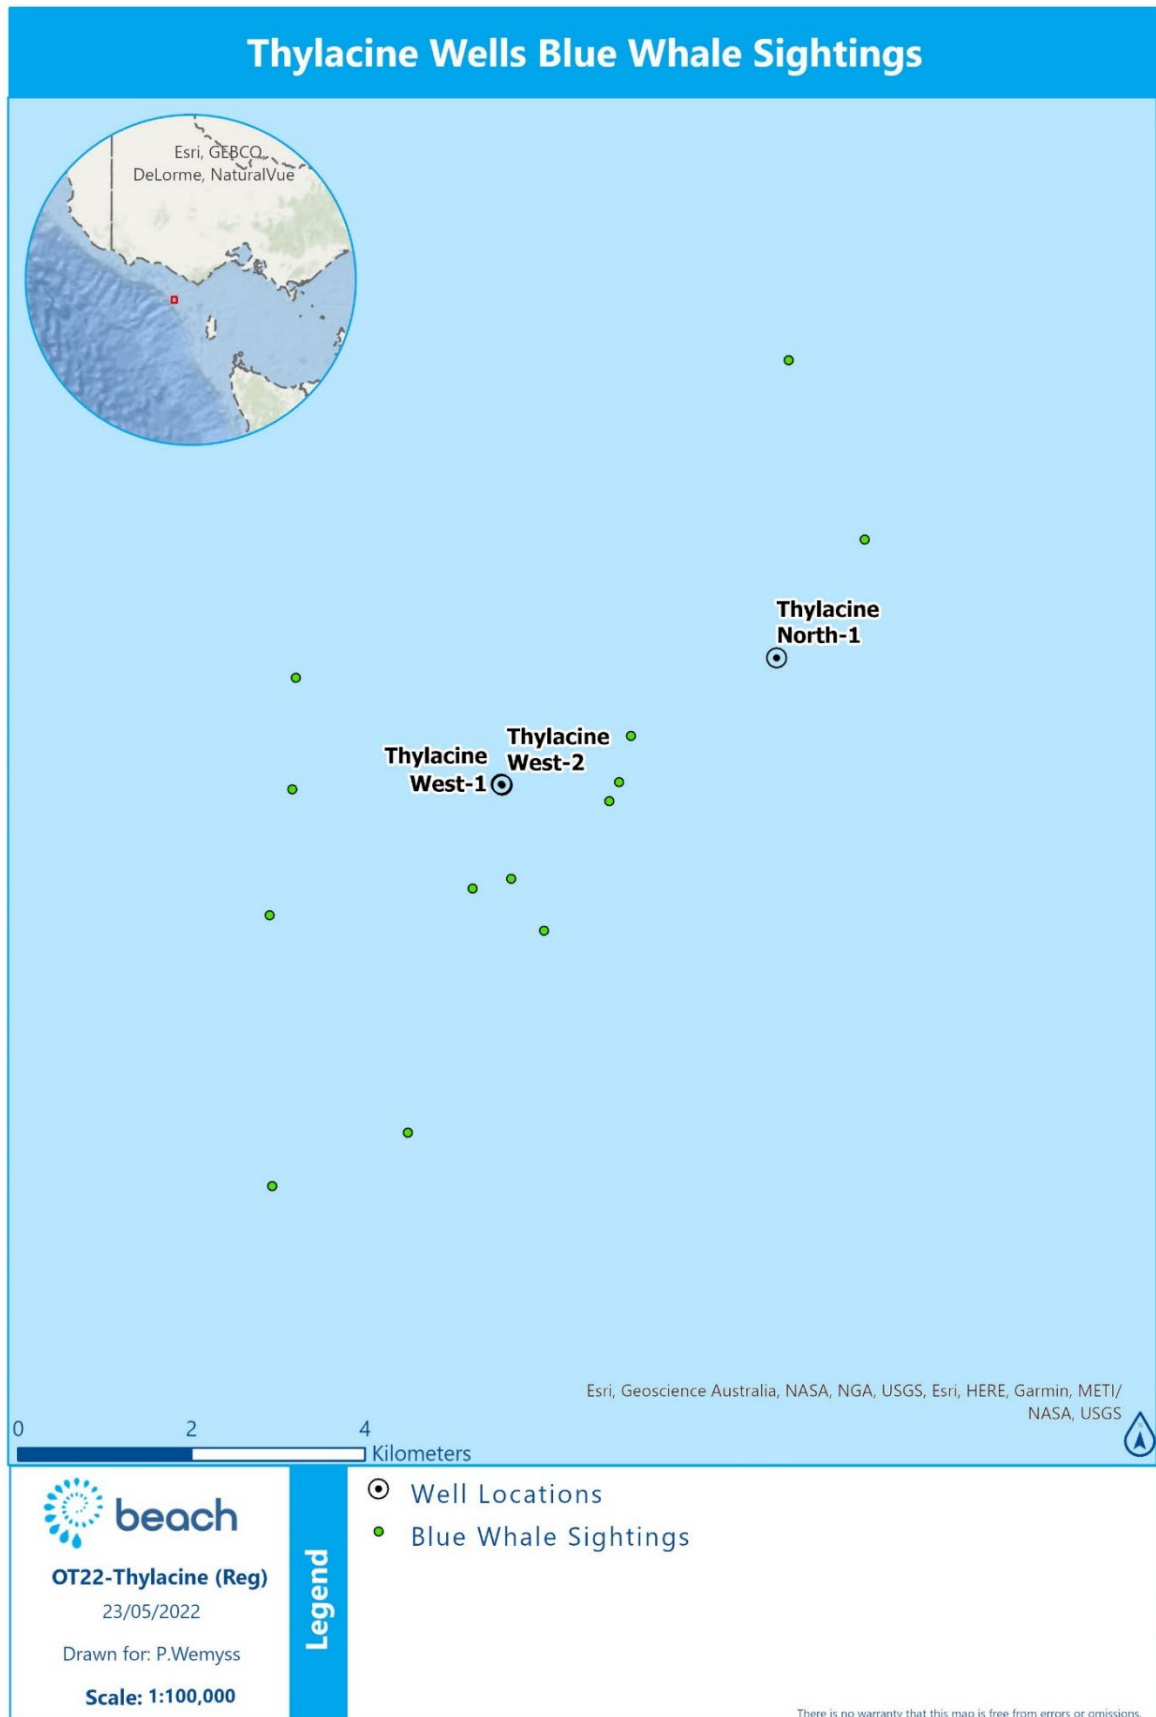 Thylacine Wells Blue Whale Sightings
Esri, GEBCO,
DeLorme, NaturalVue
Thylacine
North-1
Thylacine
West-2
Thylacine
West-1
Esri, Geoscience Australia, NASA, NGA, USGS, Esri, HERE, Garmin, METI/
NASA, USGS
N
0 2 4
Kilometers
beach
OT22-Thylacine (Reg)
23/05/2022
Drawn for: P.Wemyss
Scale: 1:100,000
Legend
Well Locations
Blue Whale Sightings
There is no warranty that this map is free from errors or omissions.